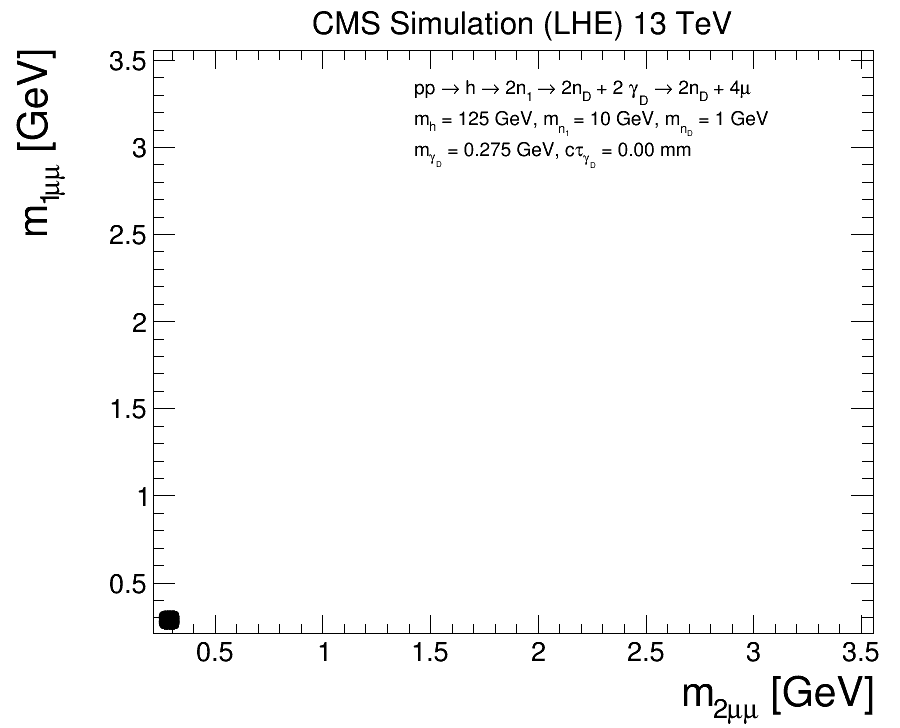 CMS Simulation (LHE) 13 TeV
m1μμ [GeV]
pp → h → 2n1 → 2nD + 2 γD → 2nD + 4μ
mh = 125 GeV, mn1 = 10 GeV, mnD = 1 GeV
mγD = 0.275 GeV, cτγD = 0.00 mm
3.5
3
2.5
2
1.5
1
0.5
0.5 1 1.5 2 2.5 3 3.5
m2μμ [GeV]